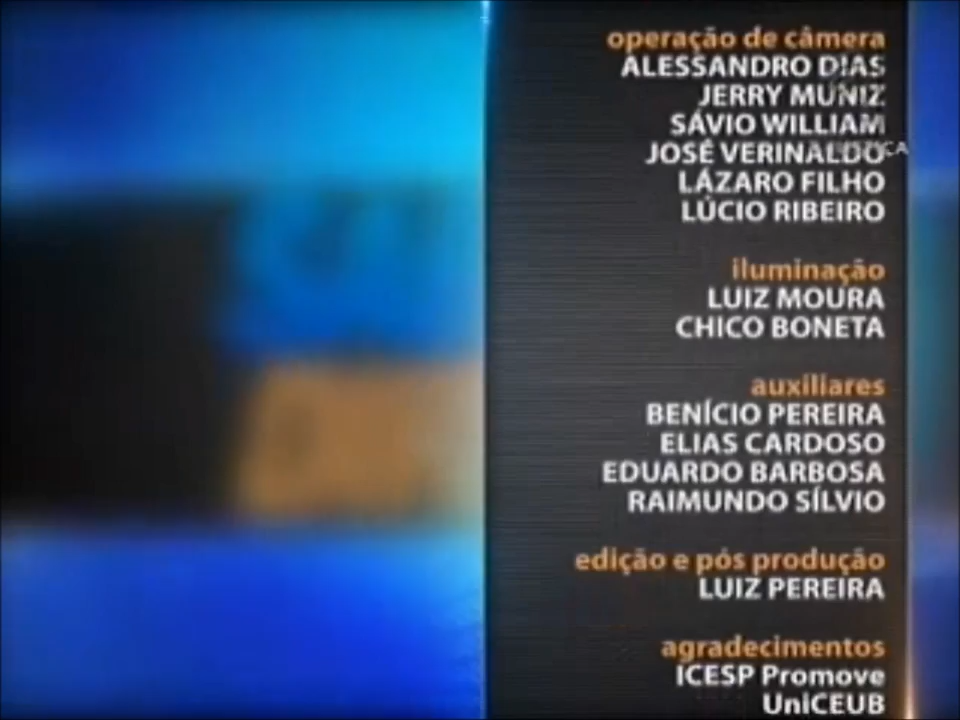 operação de câmera
ALESSANDRO DIAS
JERRY MUNIZ
SÁVIO WILLIAM
JOSÉ VERINALDO
LÁZARO FILHO
LÚCIO RIBEIRO
iluminação
LUIZ MOURA
CHICO BONETA
auxiliares
BENÍCIO PEREIRA
ELIAS CARDOSO
EDUARDO BARBOSA
RAIMUNDO SÍLVIO
edição e pós produção
LUIZ PEREIRA
agradecimentos
ICESP Promove
UniCEUB